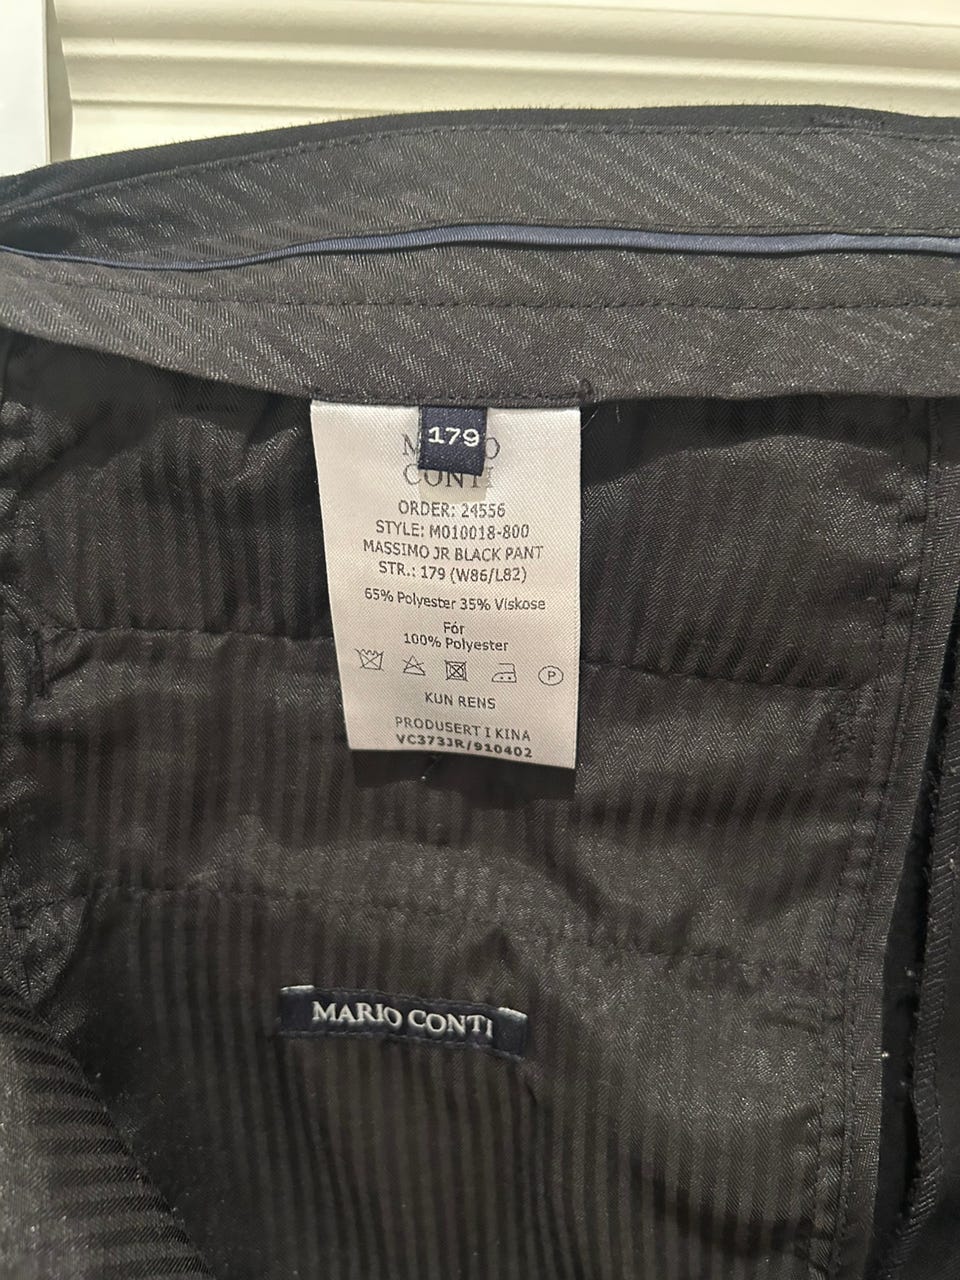 179
MARIO
CONTI
ORDER: 24556
STYLE: M010018-800
MASSIMO JR BLACK PANT
STR.: 179 (W86/L82)
65% Polyester 35% Viskose
Fór
100% Polyester
P
KUN RENS
PRODUSERT I KINA
VC373JR/910402
MARIO CONTI